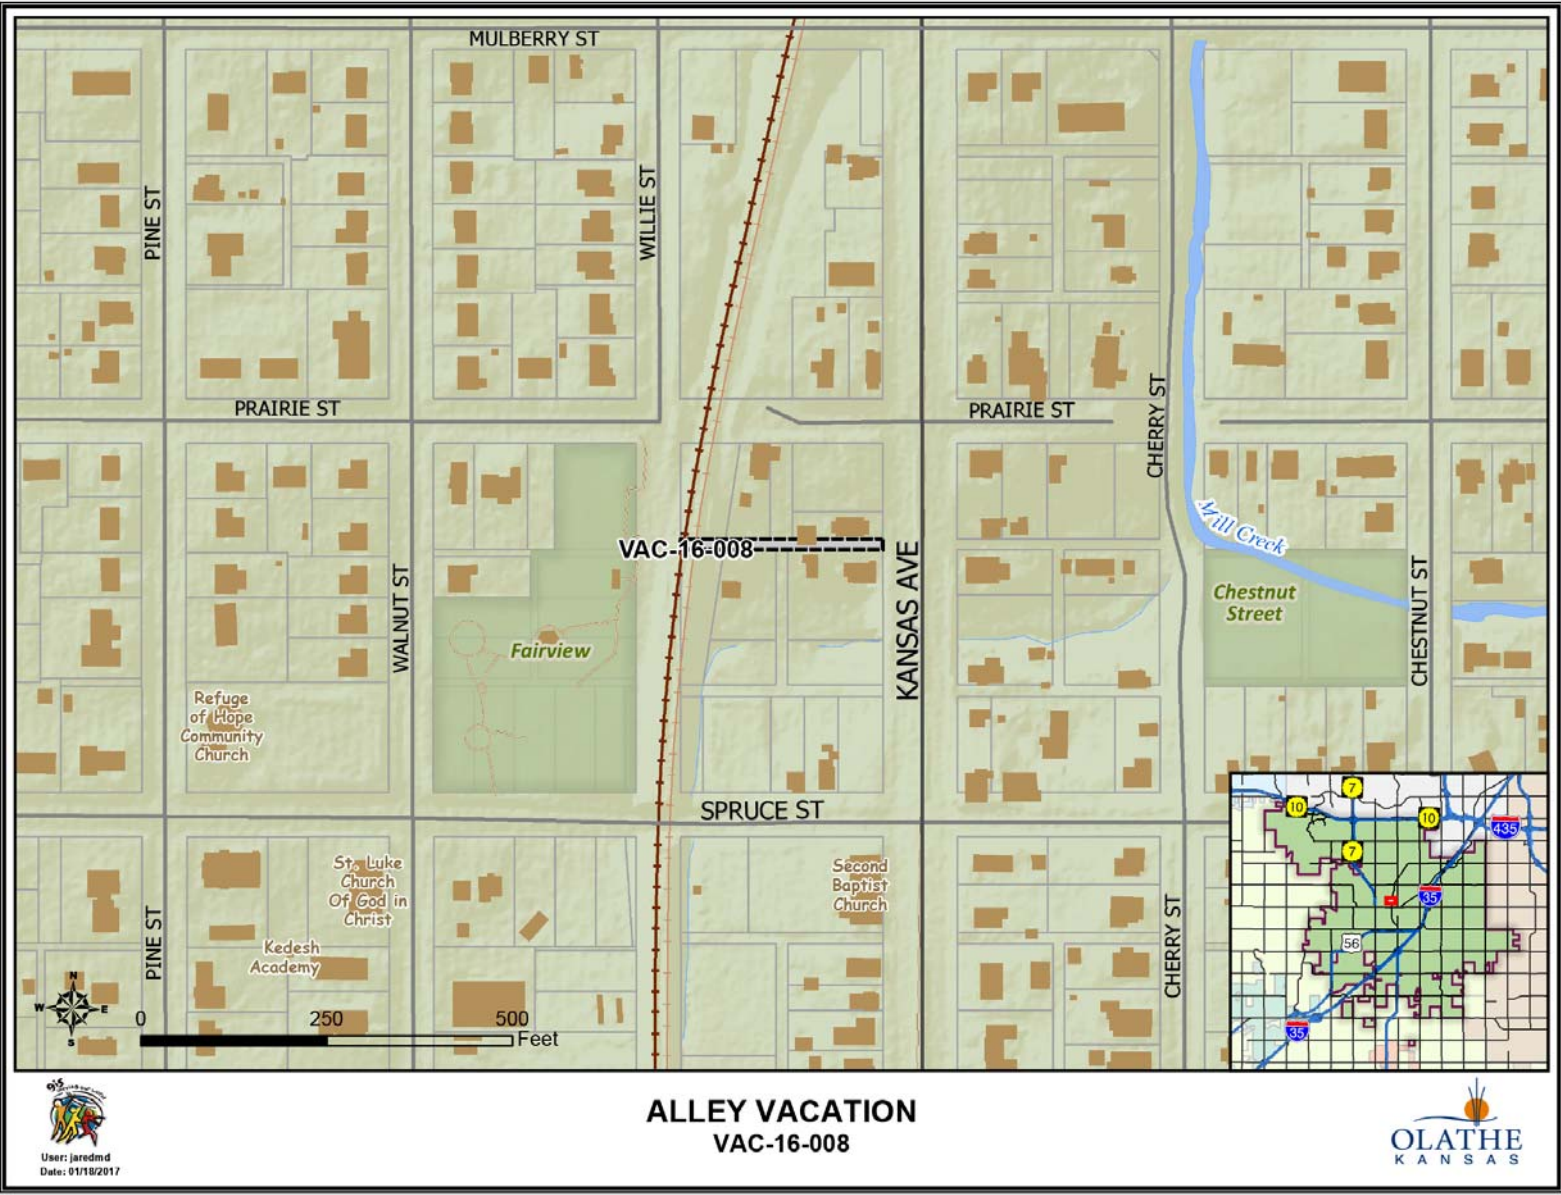 MULBERRY ST
PINE ST
WILLIE ST
PRAIRIE ST
PRAIRIE ST
CHERRY ST
Mill Creek
VAC-16-008
KANSAS AVE
WALNUT ST
CHESTNUT ST
Chestnut
Street
Fairview
Refuge
of Hope
Community
Church
SPRUCE ST
St. Luke
Church
Of God in
Christ
Second
Baptist
Church
Kedesh
Academy
PINE ST
CHERRY ST
N
W
E
S
0
250
500
Feet
7
10
10
435
7
35
56
35
gis
User: jaredmd
Date: 01/18/2017
ALLEY VACATION
VAC-16-008
OLATHE
KANSAS